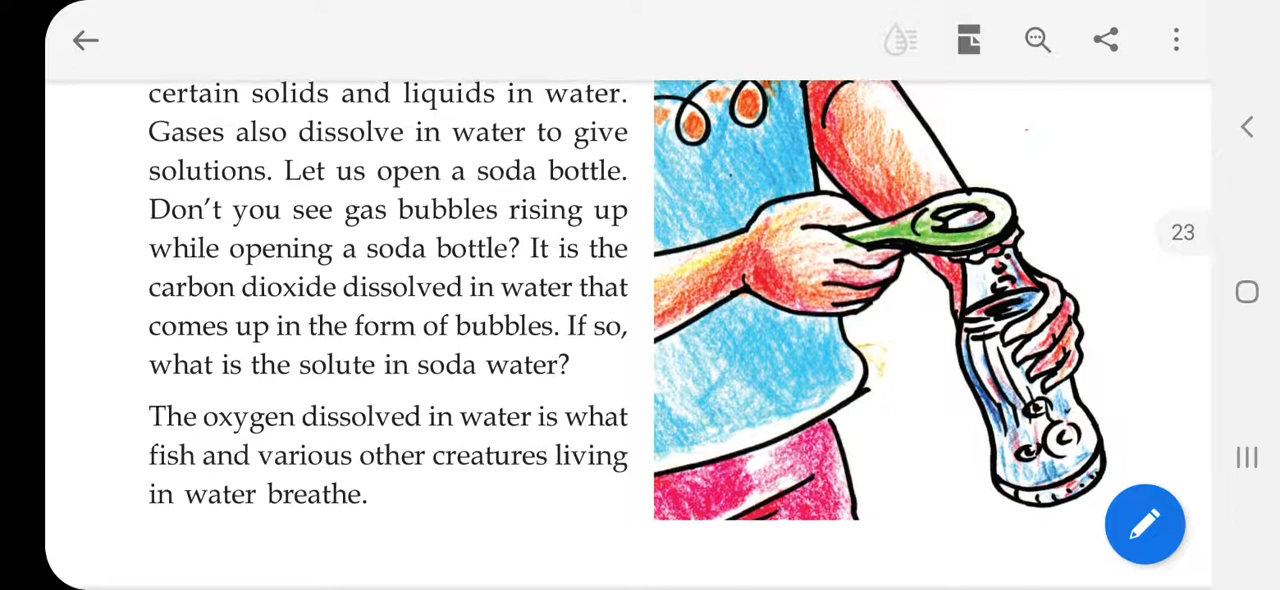 certain solids and liquids in water.
Gases also dissolve in water to give
solutions. Let us open a soda bottle.
Don't you see gas bubbles rising up
while opening a soda bottle? It is the
carbon dioxide dissolved in water that
comes up in the form of bubbles. If so,
what is the solute in soda water?
The oxygen dissolved in water is what
fish and various other creatures living
in water breathe.
23